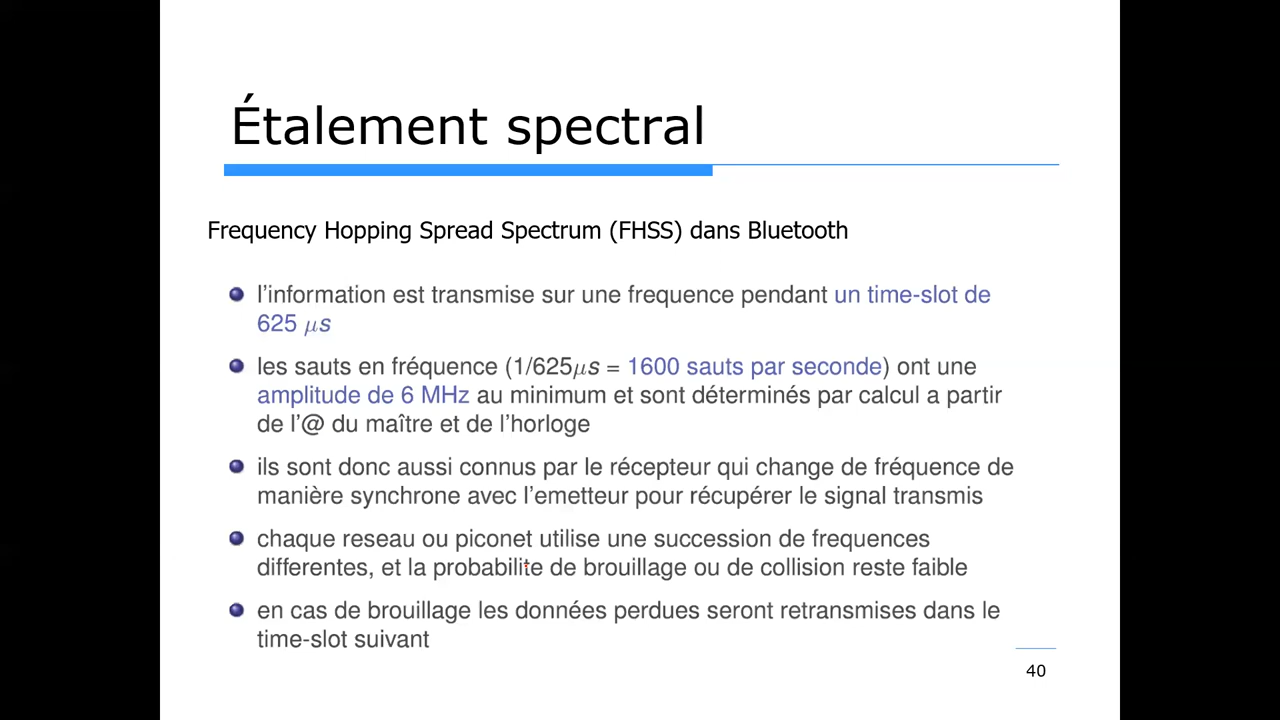 Étalement spectral
Frequency Hopping Spread Spectrum (FHSS) dans Bluetooth
l'information est transmise sur une frequence pendant un time-slot de
625 μs
les sauts en fréquence (1/625μs = 1600 sauts par seconde) ont une
amplitude de 6 MHz au minimum et sont déterminés par calcul a partir
de l'@ du maître et de l'horloge
ils sont donc aussi connus par le récepteur qui change de fréquence de
manière synchrone avec l'emetteur pour récupérer le signal transmis
chaque reseau ou piconet utilise une succession de frequences
differentes, et la probabilite de brouillage ou de collision reste faible
en cas de brouillage les données perdues seront retransmises dans le
time-slot suivant
40